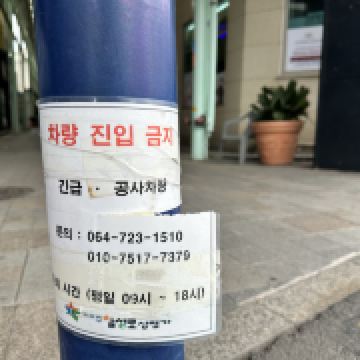 차량 진입 금지
긴급 · 공사차량
문의 : 064-723-1510
010-7517-7379
시간 (평일 09시 ~ 18시)